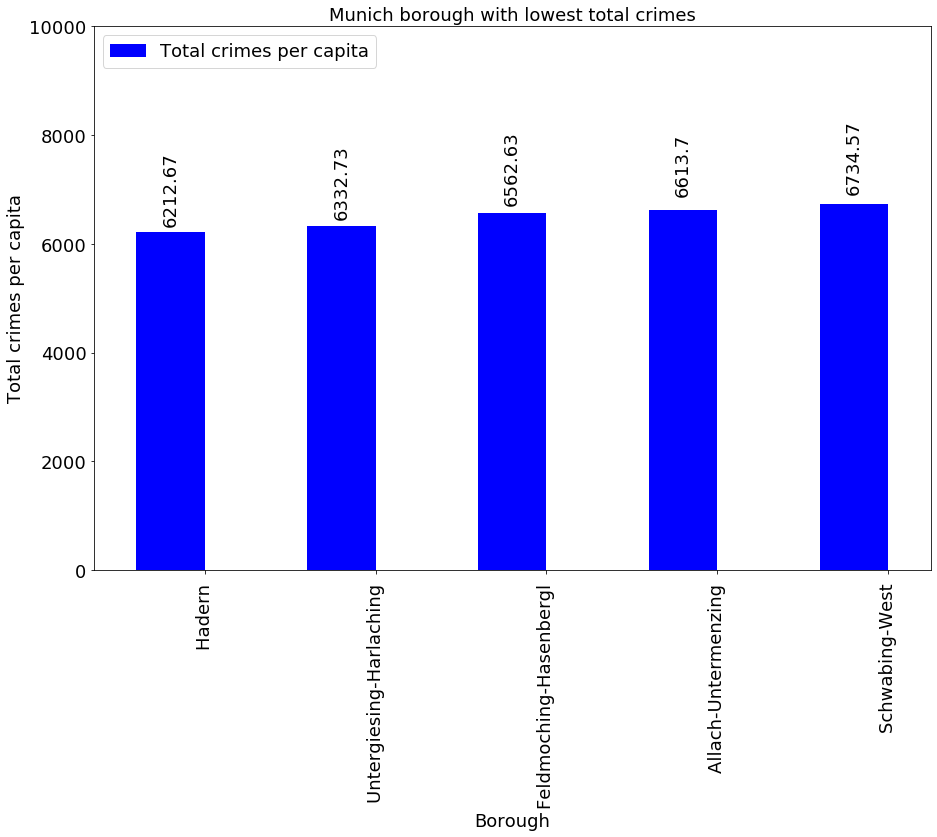 Munich borough with lowest total crimes
Total crimes per capita
Total crimes per capita
10000
8000
6000
4000
2000
0
6212.67
6332.73
6562.63
6613.7
6734.57
Hadern
Untergiesing-Harlaching
Feldmoching-Hasenbergl
Allach-Untermenzing
Schwabing-West
Borough